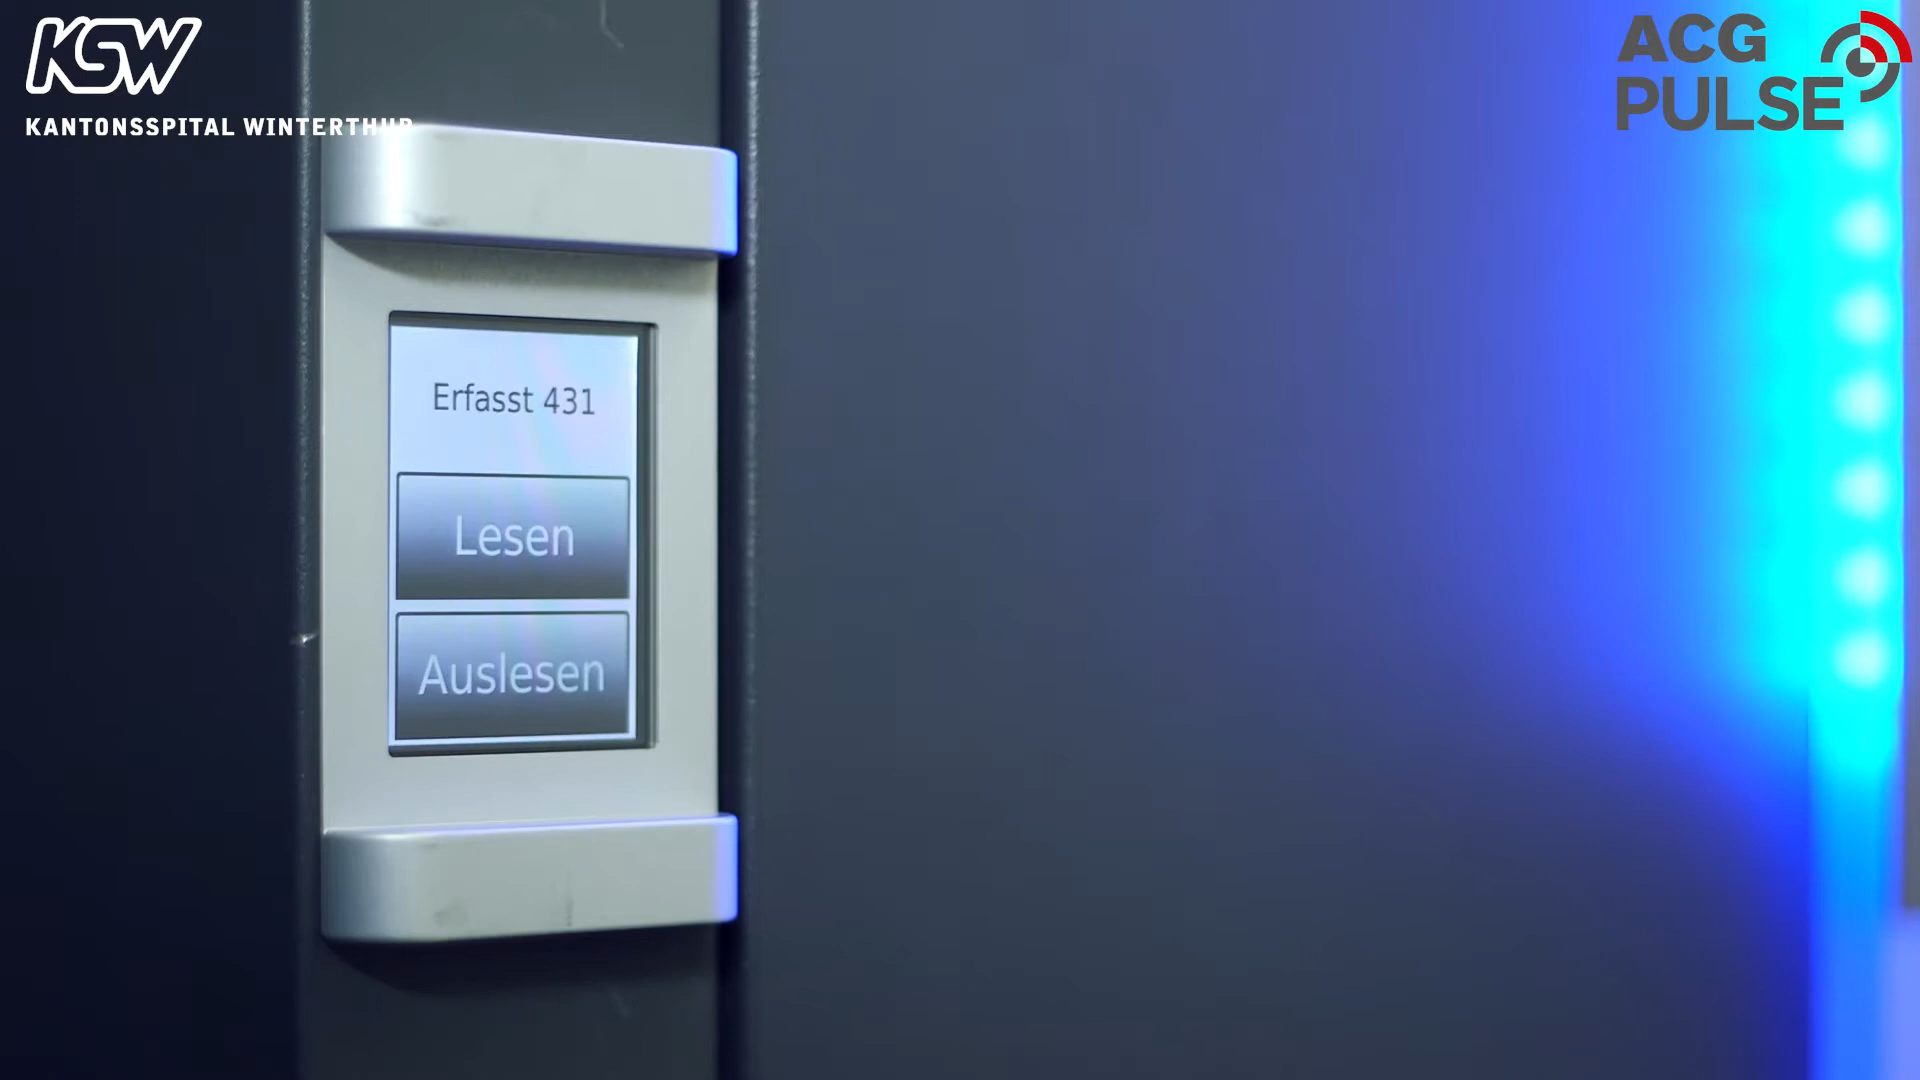 KSW
KANTONSSPITAL WINTERTHUR
ACG
PULSE
Erfasst 431
Lesen
Auslesen